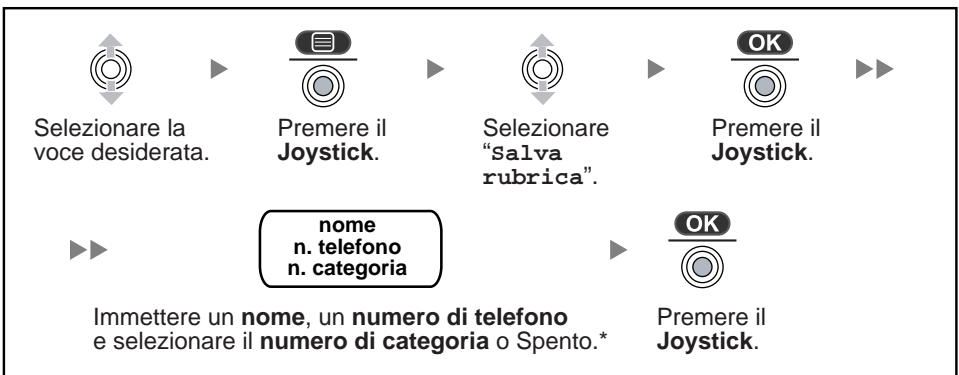 OK
Selezionare la
voce desiderata.
Premere il
Joystick.
Selezionare
“Salva
rubrica”.
Premere il
Joystick.
nome
n. telefono
n. categoria
OK
Immettere un nome, un numero di telefono
e selezionare il numero di categoria o Spento.*
Premere il
Joystick.